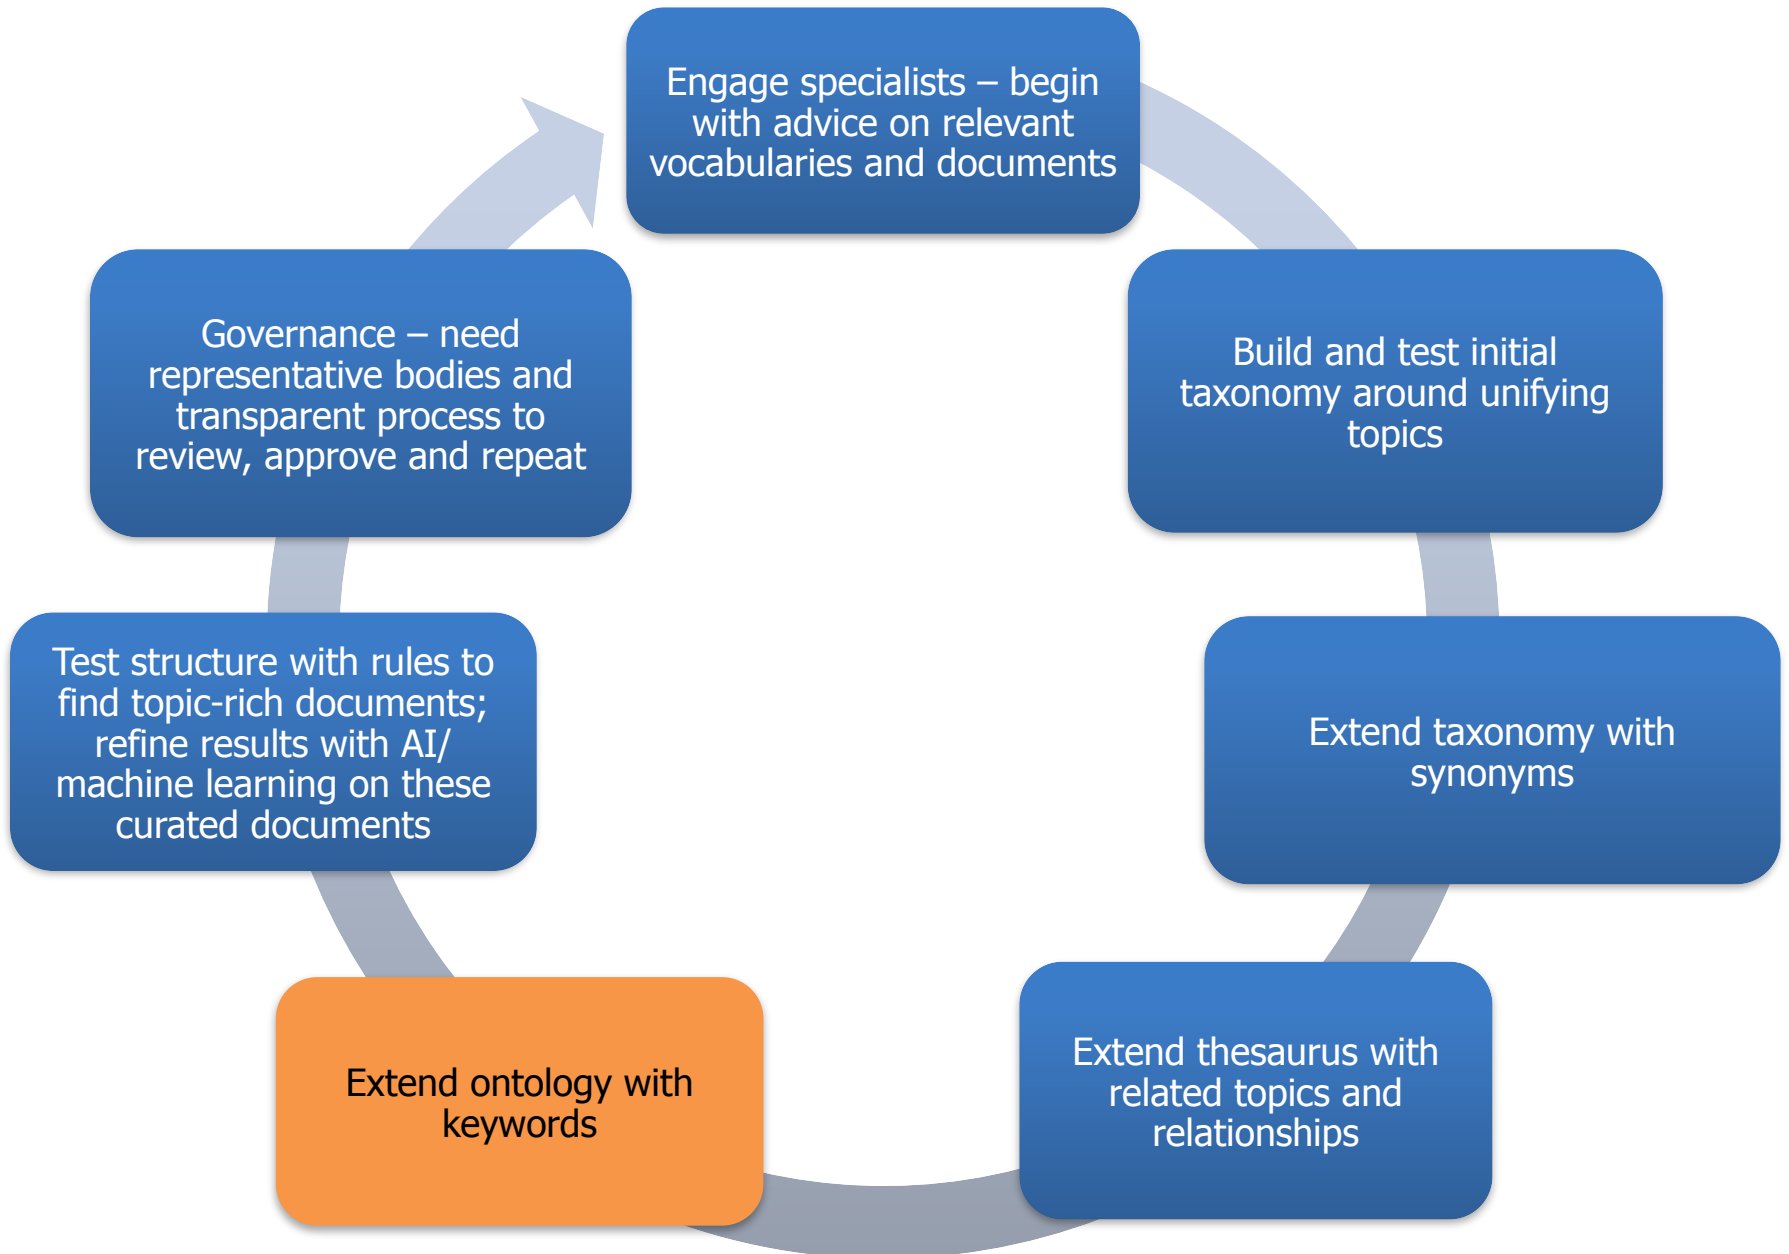 Engage specialists – begin
with advice on relevant
vocabularies and documents
Build and test initial
taxonomy around unifying
topics
Extend taxonomy with
synonyms
Extend thesaurus with
related topics and
relationships
Extend ontology with
keywords
Test structure with rules to
find topic-rich documents;
refine results with AI/
machine learning on these
curated documents
Governance – need
representative bodies and
transparent process to
review, approve and repeat